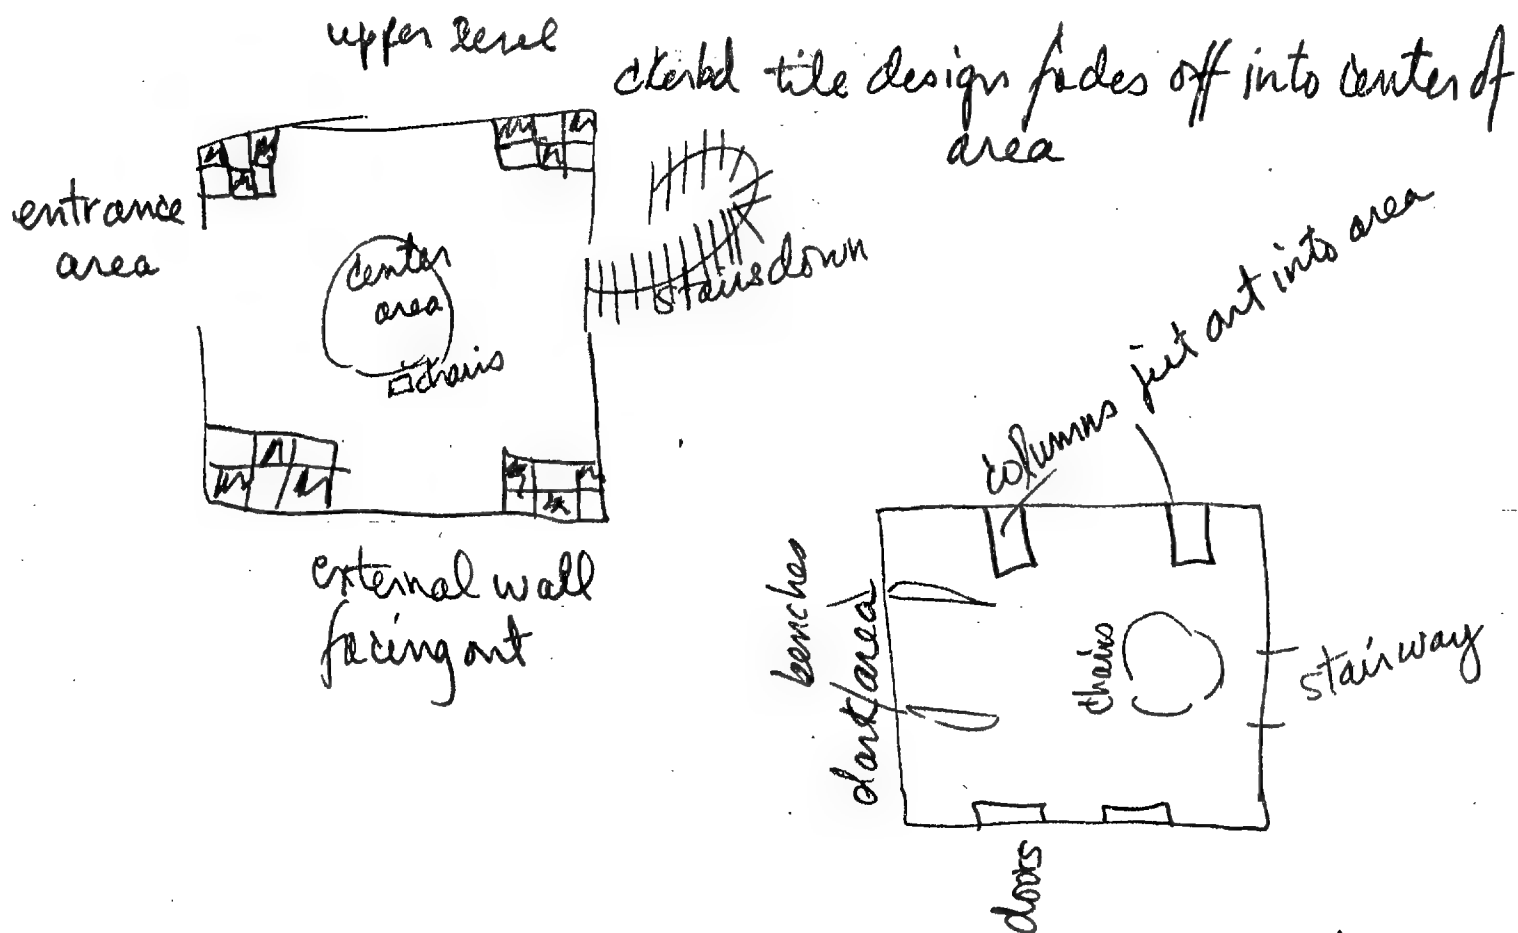 upper level
ckerbd tile design fades off into center of
area
entrance
area
center
area
chairs
stairs down
external wall
facing out
columns jut out into area
benches
dark area
chairs
stairway
doors